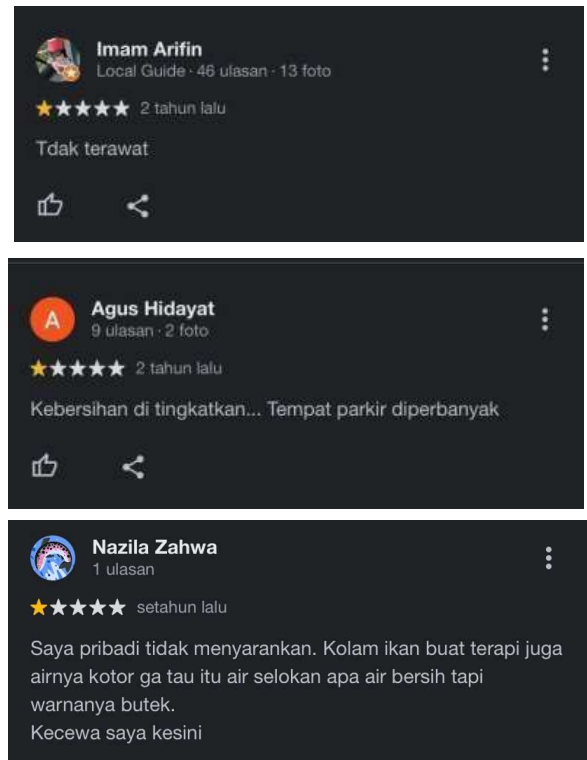 Imam Arifin
Local Guide · 46 ulasan · 13 foto
2 tahun lalu
Tdak terawat
A
Agus Hidayat
9 ulasan · 2 foto
2 tahun lalu
Kebersihan di tingkatkan... Tempat parkir diperbanyak
Nazila Zahwa
1 ulasan
setahun lalu
Saya pribadi tidak menyarankan. Kolam ikan buat terapi juga
airnya kotor ga tau itu air selokan apa air bersih tapi
warnanya butek.
Kecewa saya kesini